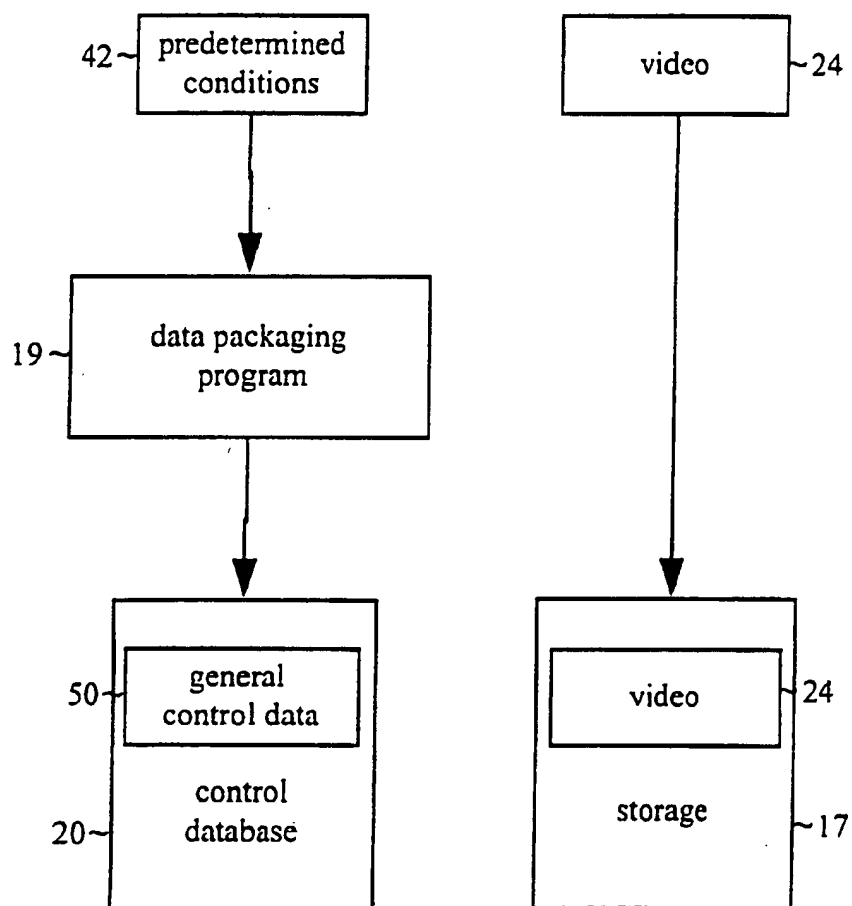 42
predetermined
conditions
video
24
19
data packaging
program
50
general
control data
20
control
database
video
24
storage
17